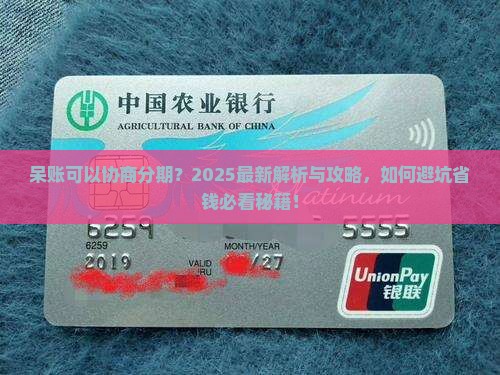 中国农业银行
AGRICULTURAL BANK OF CHINA
呆账可以协商分期？2025最新解析与攻略，如何避坑省
钱必看秘籍！
Platinum
6259 5555
6259
MONTH/YEAR
2019
VALID
THRU
/27
UnionPay
银联